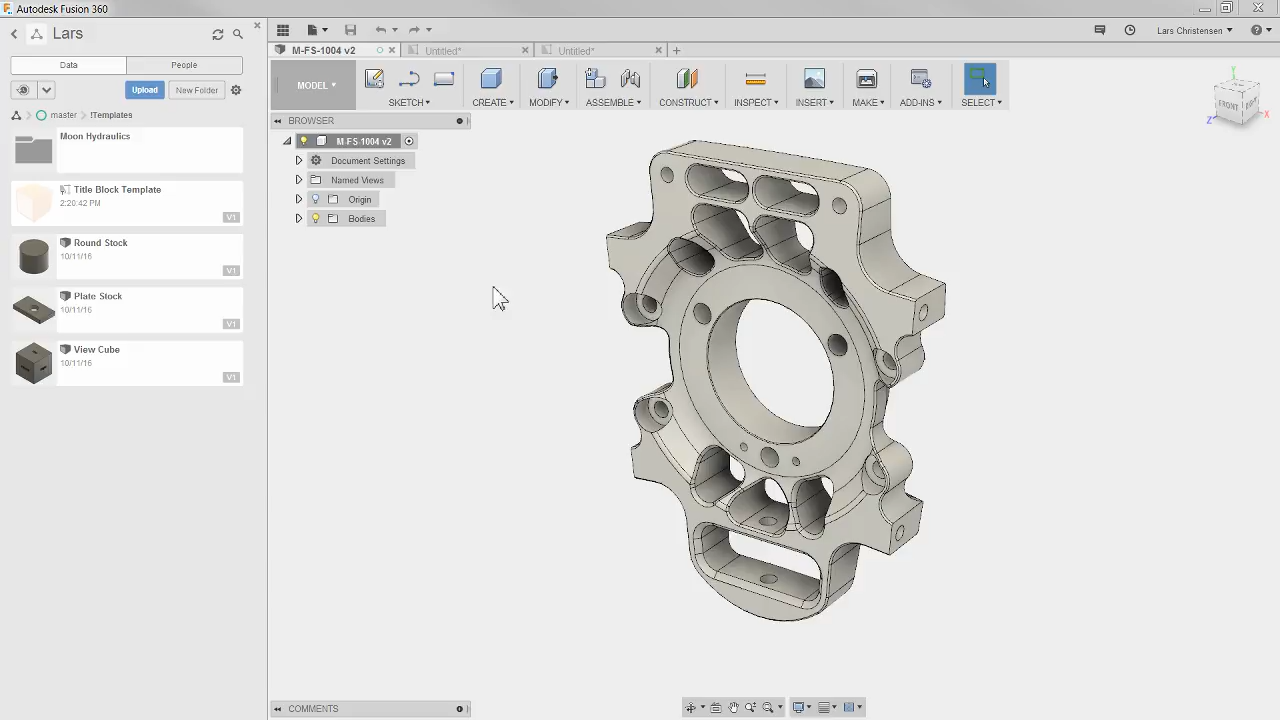 Autodesk Fusion 360
Lars
Lars Christensen
Data
People
M-FS-1004 v2
Untitled*
Untitled*
Upload
New Folder
MODEL
SKETCH
CREATE
MODIFY
ASSEMBLE
CONSTRUCT
INSPECT
INSERT
MAKE
ADD-INS
SELECT
master
!Templates
BROWSER
Moon Hydraulics
M-FS-1004 v2
Document Settings
Named Views
Origin
Bodies
Title Block Template
2:20:42 PM
V1
Round Stock
10/11/16
V1
Plate Stock
10/11/16
V1
View Cube
10/11/16
V1
FRONT
Y
X
Z
COMMENTS